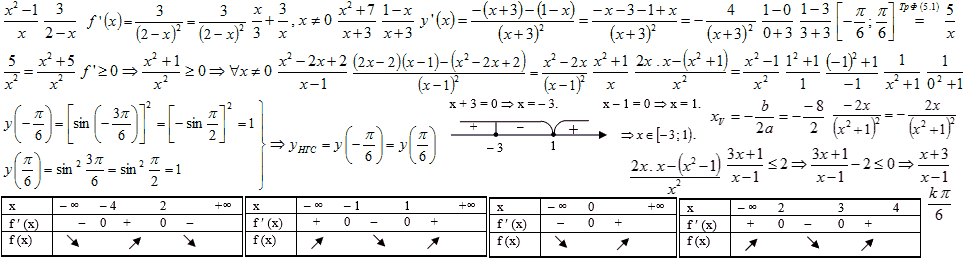 x²−1/x 3/2−x f'(x)=3/(2−x)²=3/(2−x)² x/3+3/x, x≠0 x²+7/x+3 1−x/x+3 y'(x)=−(x+3)−(1−x)/(x+3)²=−x−3−1+x/(x+3)²=−4/(x+3)² 1−0/0+3 1−3/3+3 [−π/6;π/6] ТрФ(5.1)= 5/x
5/x²=x²+5/x² f'≥0⇒x²+1/x²≥0⇒∀x≠0 x²−2x+2/x−1 (2x−2)(x−1)−(x²−2x+2)/(x−1)²=x²−2x/(x−1)² x²+1/x 2x.x−(x²+1)/x²=x²−1/x² 1²+1/1 (−1)²+1/−1 1/x²+1 1/0²+1
y(−π/6)=[sin(−3π/6)]²=[−sin π/2]²=1
y(π/6)=sin² 3π/6=sin² π/2=1
}⇒y_НГС=y(−π/6)=y(π/6)
x+3=0⇒x=−3. x−1=0⇒x=1.
+ − +
−3 1
⇒x∈[−3;1).
x_V=−b/2a=−−8/2 −2x/(x²+1)²=−2x/(x²+1)²
2x.x−(x²−1)/x² 3x+1/x−1≤2⇒3x+1/x−1−2≤0⇒x+3/x−1
kπ/6
x −∞ −4 2 +∞
f'(x) − 0 + 0 −
f(x) ↘ ↗ ↘
x −∞ −1 1 +∞
f'(x) + 0 − 0 +
f(x) ↗ ↘ ↗
x −∞ 0 +∞
f'(x) − 0 +
f(x) ↘ ↗
x −∞ 2 3 4
f'(x) + 0 − 0 +
f(x) ↗ ↘ ↗